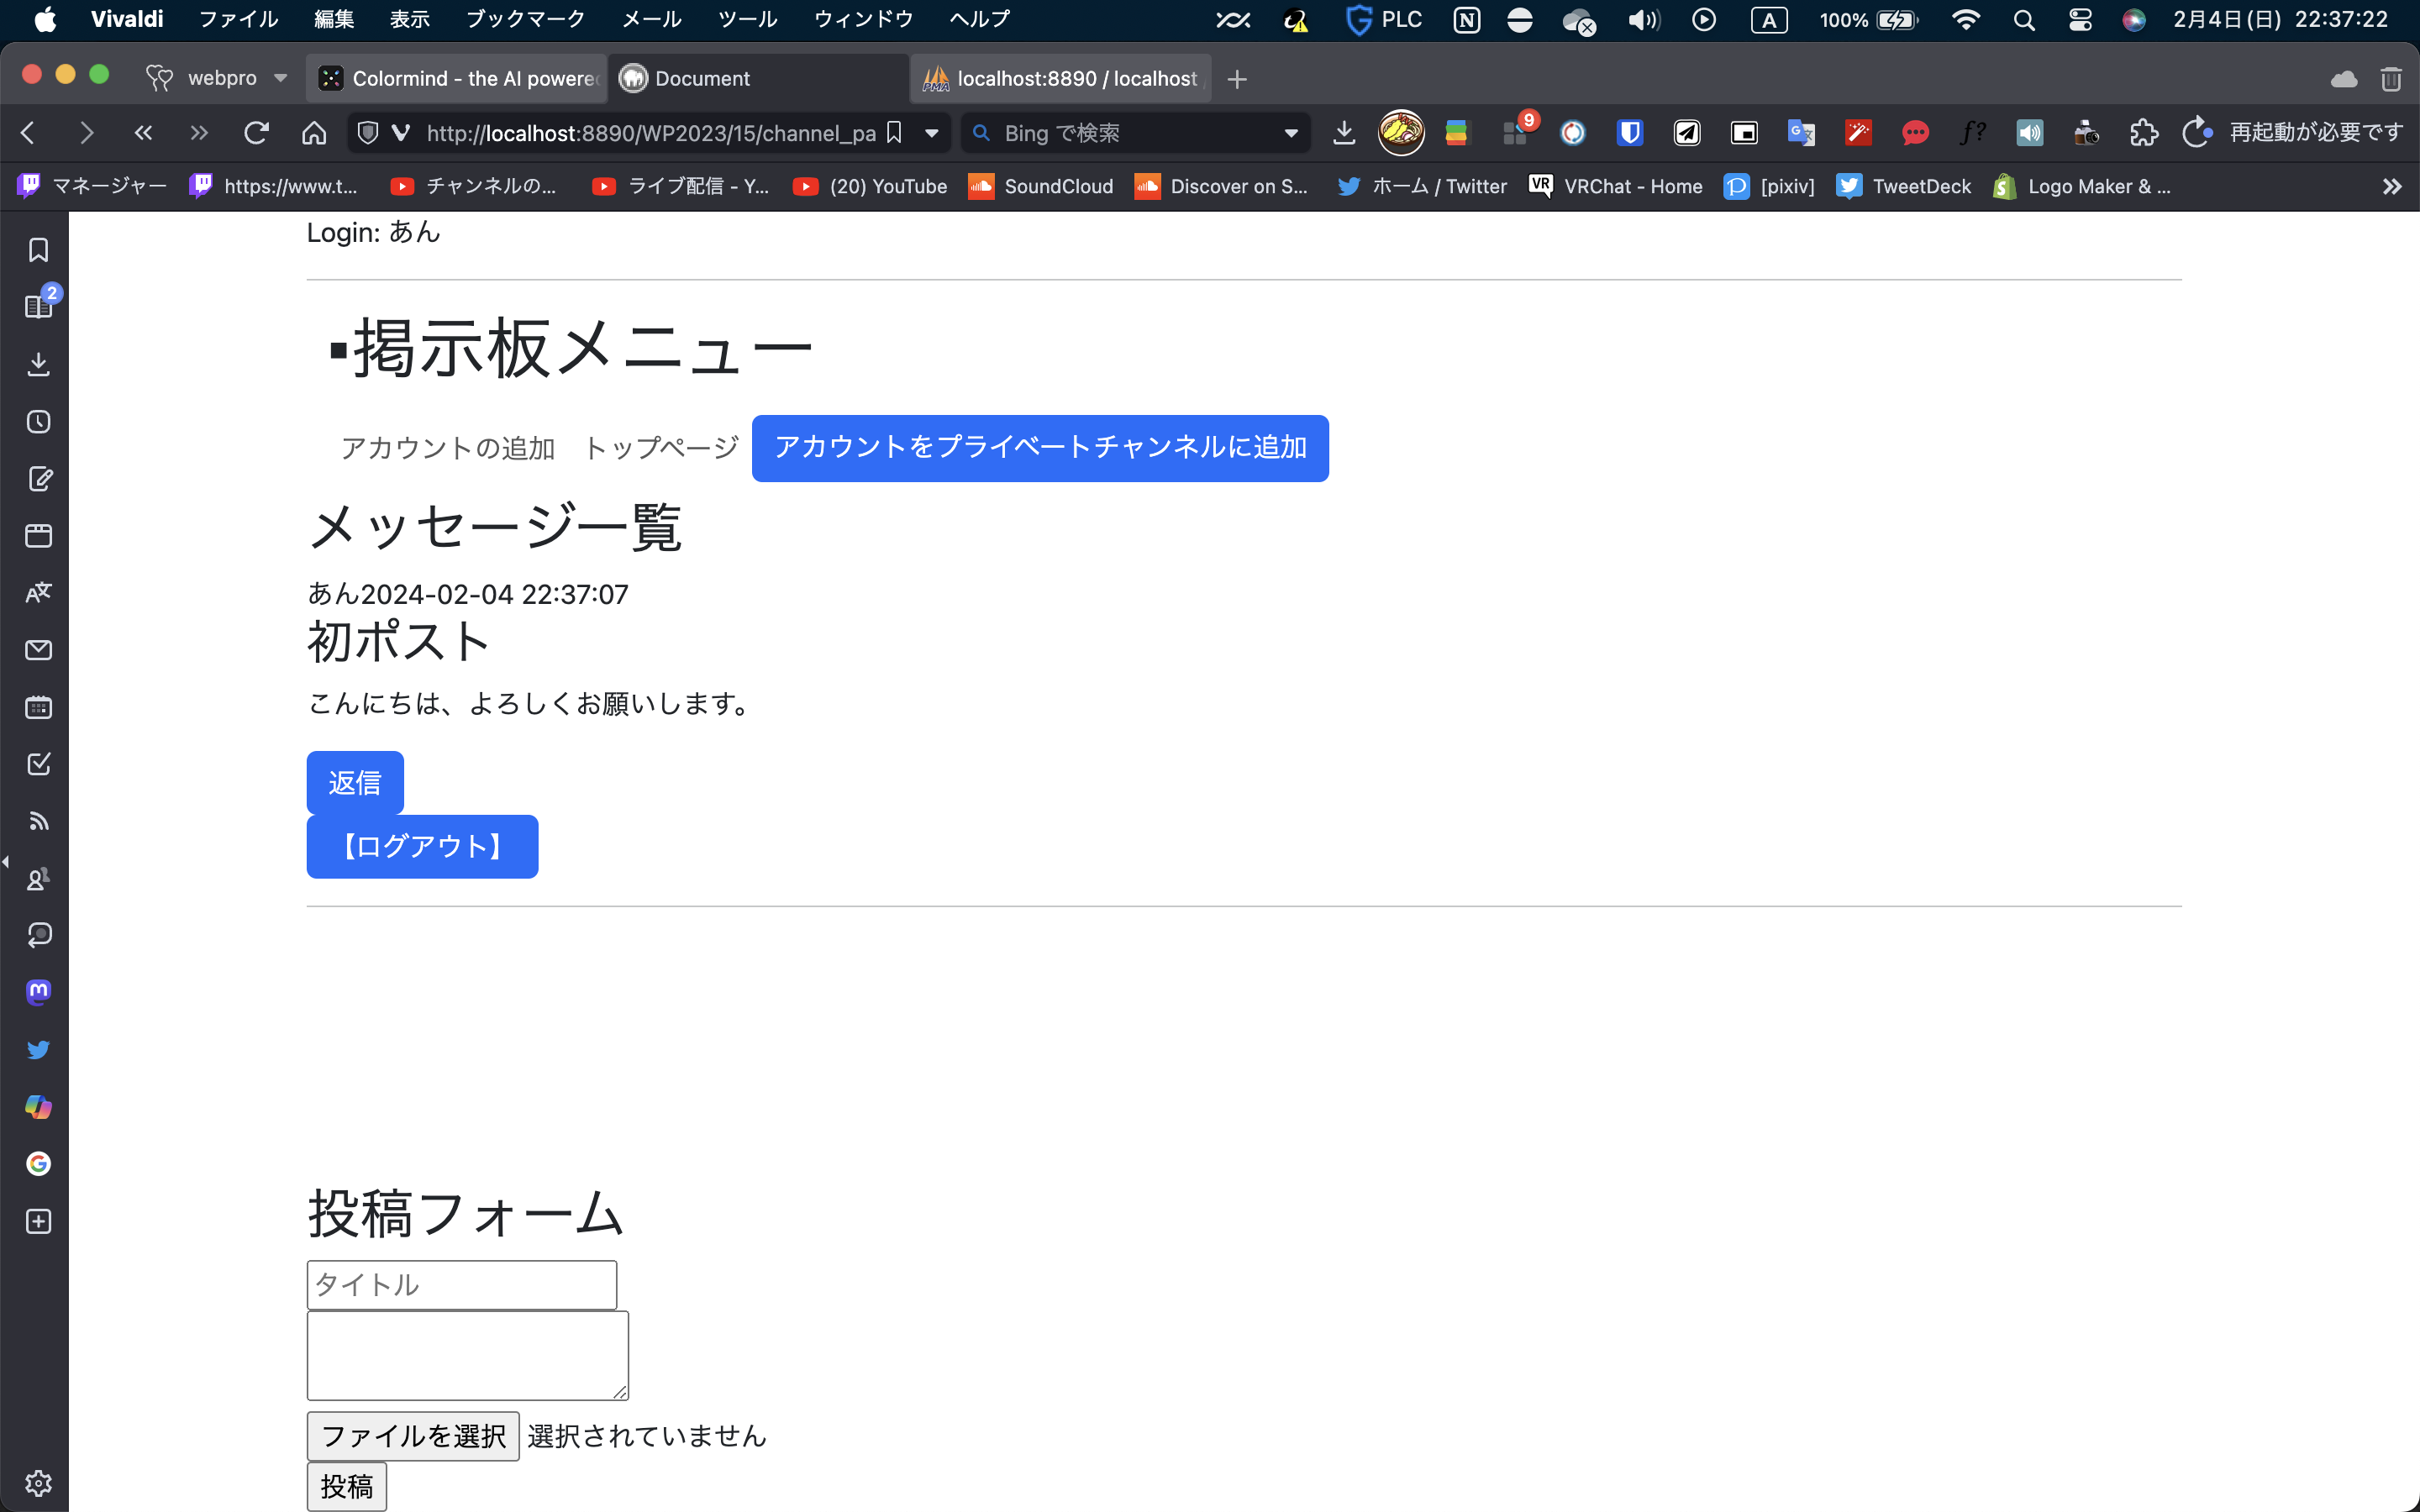 Vivaldi ファイル 編集 表示 ブックマーク メール ツール ウィンドウ ヘルプ PLC A 100% 2月4日(日) 22:37:22
webpro Colormind - the AI powere Document localhost:8890 / localhost
http://localhost:8890/WP2023/15/channel_pa Bing で検索 9 再起動が必要です
マネージャー https://www.t... チャンネルの... ライブ配信 - Y... (20) YouTube SoundCloud Discover on S... ホーム / Twitter VRChat - Home [pixiv] TweetDeck Logo Maker & ...
2
Login: あん
▪掲示板メニュー
アカウントの追加 トップページ アカウントをプライベートチャンネルに追加
メッセージ一覧
あん2024-02-04 22:37:07
初ポスト
こんにちは、よろしくお願いします。
返信
【ログアウト】
投稿フォーム
タイトル
ファイルを選択 選択されていません
投稿